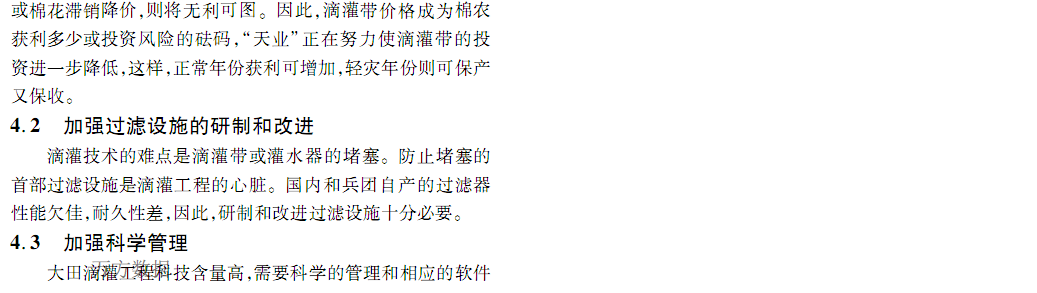 或棉花滞销降价,则将无利可图。因此,滴灌带价格成为棉农
获利多少或投资风险的砝码,“天业”正在努力使滴灌带的投
资进一步降低,这样,正常年份获利可增加,轻灾年份则可保产
又保收。
4.2 加强过滤设施的研制和改进
滴灌技术的难点是滴灌带或灌水器的堵塞。防止堵塞的
首部过滤设施是滴灌工程的心脏。国内和兵团自产的过滤器
性能欠佳,耐久性差,因此,研制和改进过滤设施十分必要。
4.3 加强科学管理
大田滴灌工程科技含量高,需要科学的管理和相应的软件
万方数据